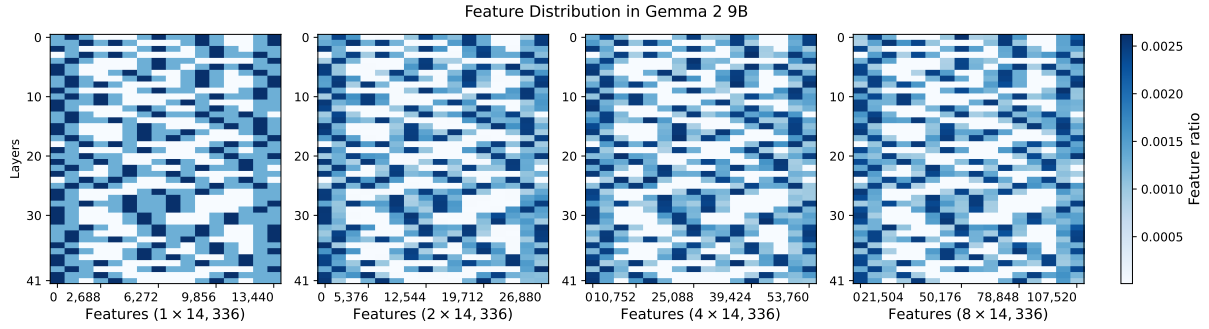 Feature Distribution in Gemma 2 9B
Layers
0
10
20
30
41
0 2,688 6,272 9,856 13,440
Features (1 × 14, 336)
0
10
20
30
41
0 5,376 12,544 19,712 26,880
Features (2 × 14, 336)
0
10
20
30
41
0 10,752 25,088 39,424 53,760
Features (4 × 14, 336)
0
10
20
30
41
0 21,504 50,176 78,848 107,520
Features (8 × 14, 336)
0.0025
0.0020
0.0015
0.0010
0.0005
Feature ratio